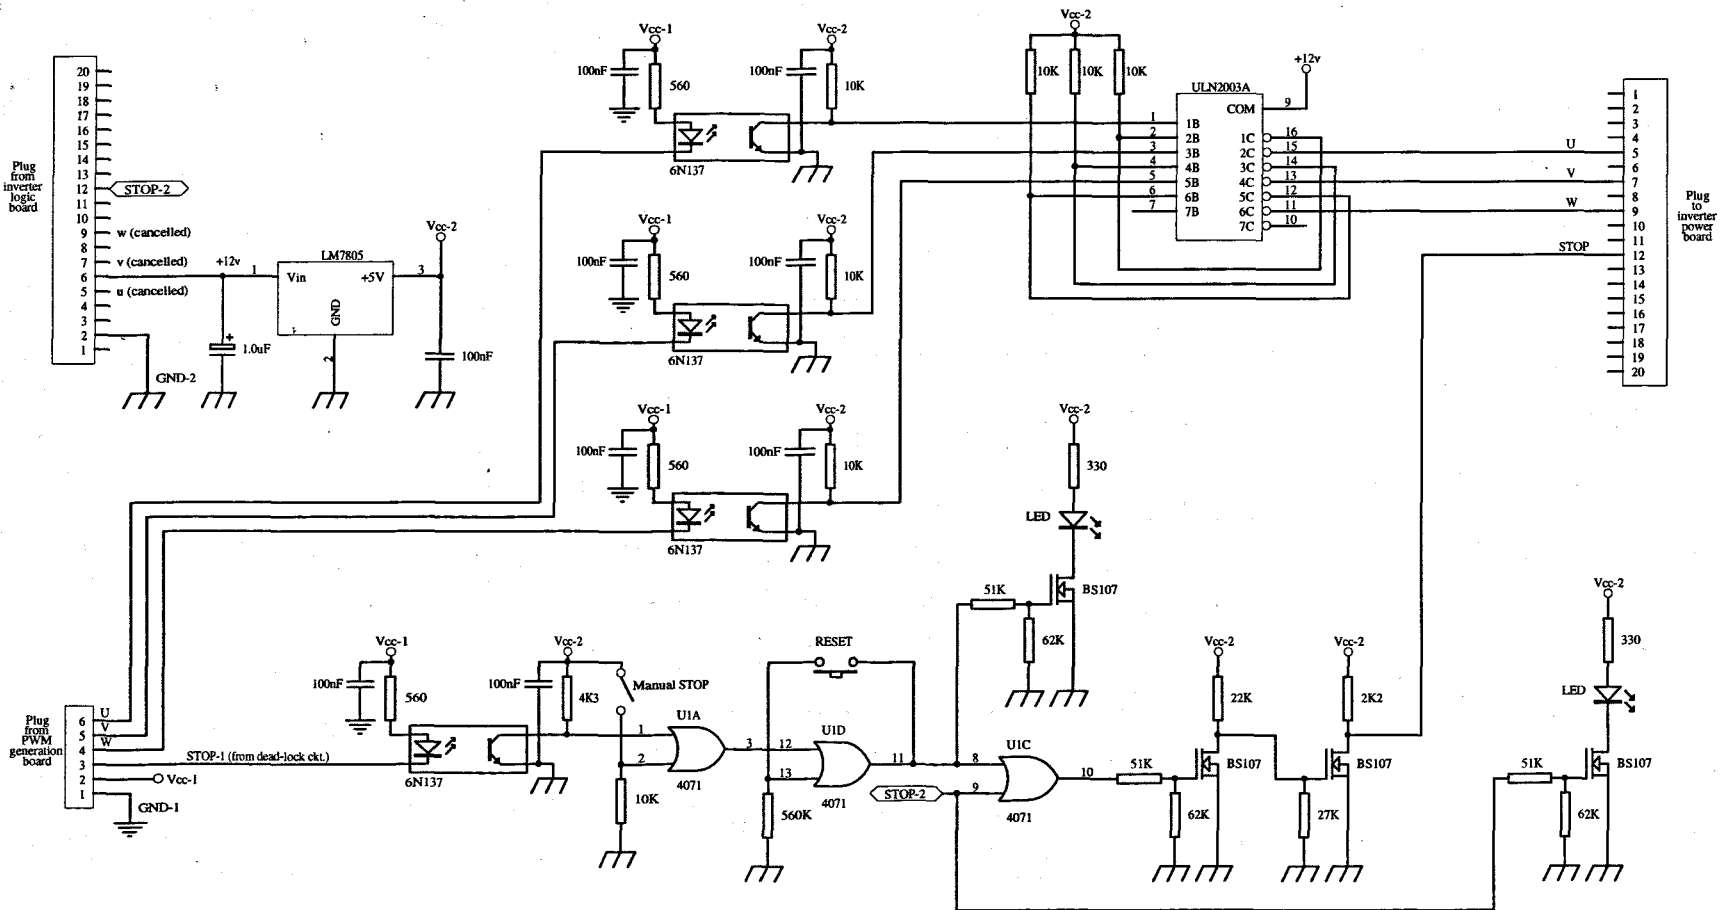 Plug
from
inverter
logic
board
20
19
18
17
16
15
14
13
12
11
10
9
8
7
6
5
4
3
2
1
STOP-2
w (cancelled)
v (cancelled)
u (cancelled)
+12v
1
LM7805
Vin
+5V
GND
3
2
Vcc-2
+
1.0uF
100nF
GND-2
Vcc-1
100nF
560
6N137
Vcc-2
100nF
10K
Vcc-1
100nF
560
6N137
Vcc-2
100nF
10K
Vcc-1
100nF
560
6N137
Vcc-2
100nF
10K
Vcc-2
10K
10K
10K
ULN2003A
+12v
COM
9
1
2
3
4
5
6
7
1B
2B
3B
4B
5B
6B
7B
1C
2C
3C
4C
5C
6C
7C
16
15
14
13
12
11
10
U
V
W
STOP
1
2
3
4
5
6
7
8
9
10
11
12
13
14
15
16
17
18
19
20
Plug
to
inverter
power
board
Plug
from
PWM
generation
board
6
5
4
3
2
1
U
V
W
STOP-1 (from dead-lock ckt.)
Vcc-1
GND-1
Vcc-1
100nF
560
6N137
Vcc-2
100nF
4K3
Manual STOP
10K
1
2
U1A
4071
3
RESET
12
13
U1D
4071
11
560K
STOP-2
8
9
U1C
4071
10
Vcc-2
330
LED
51K
62K
BS107
51K
62K
Vcc-2
22K
BS107
27K
Vcc-2
2K2
BS107
51K
62K
Vcc-2
330
LED
BS107